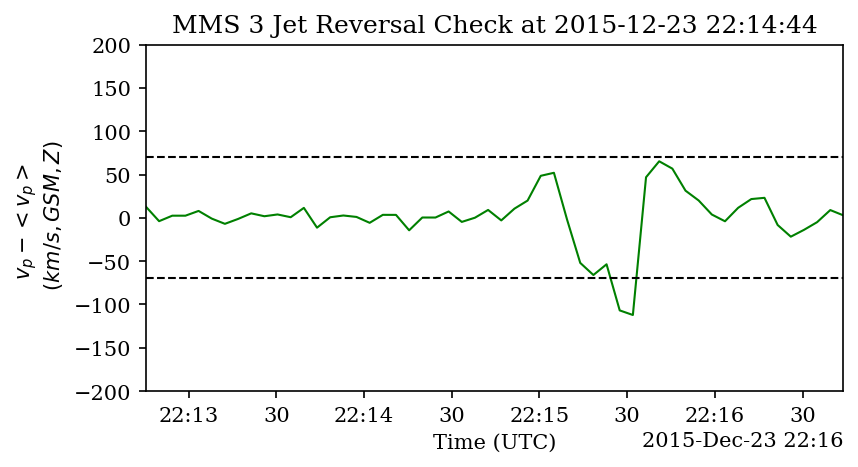 MMS 3 Jet Reversal Check at 2015-12-23 22:14:44
200
150
100
50
0
−50
−100
−150
−200
v_p − < v_p >
(km/s, GSM, Z)
22:13 30 22:14 30 22:15 30 22:16 30
Time (UTC)
2015-Dec-23 22:16